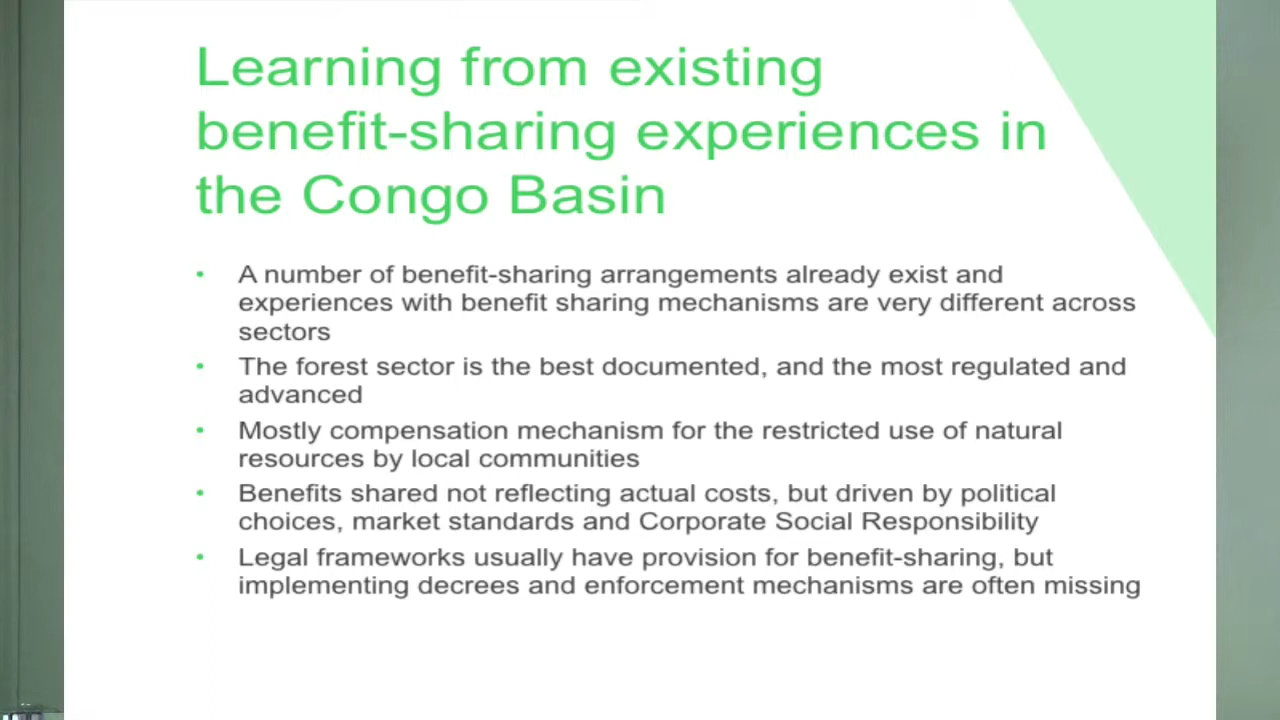 Learning from existing
benefit-sharing experiences in
the Congo Basin
• A number of benefit-sharing arrangements already exist and
experiences with benefit sharing mechanisms are very different across
sectors
• The forest sector is the best documented, and the most regulated and
advanced
• Mostly compensation mechanism for the restricted use of natural
resources by local communities
• Benefits shared not reflecting actual costs, but driven by political
choices, market standards and Corporate Social Responsibility
• Legal frameworks usually have provision for benefit-sharing, but
implementing decrees and enforcement mechanisms are often missing